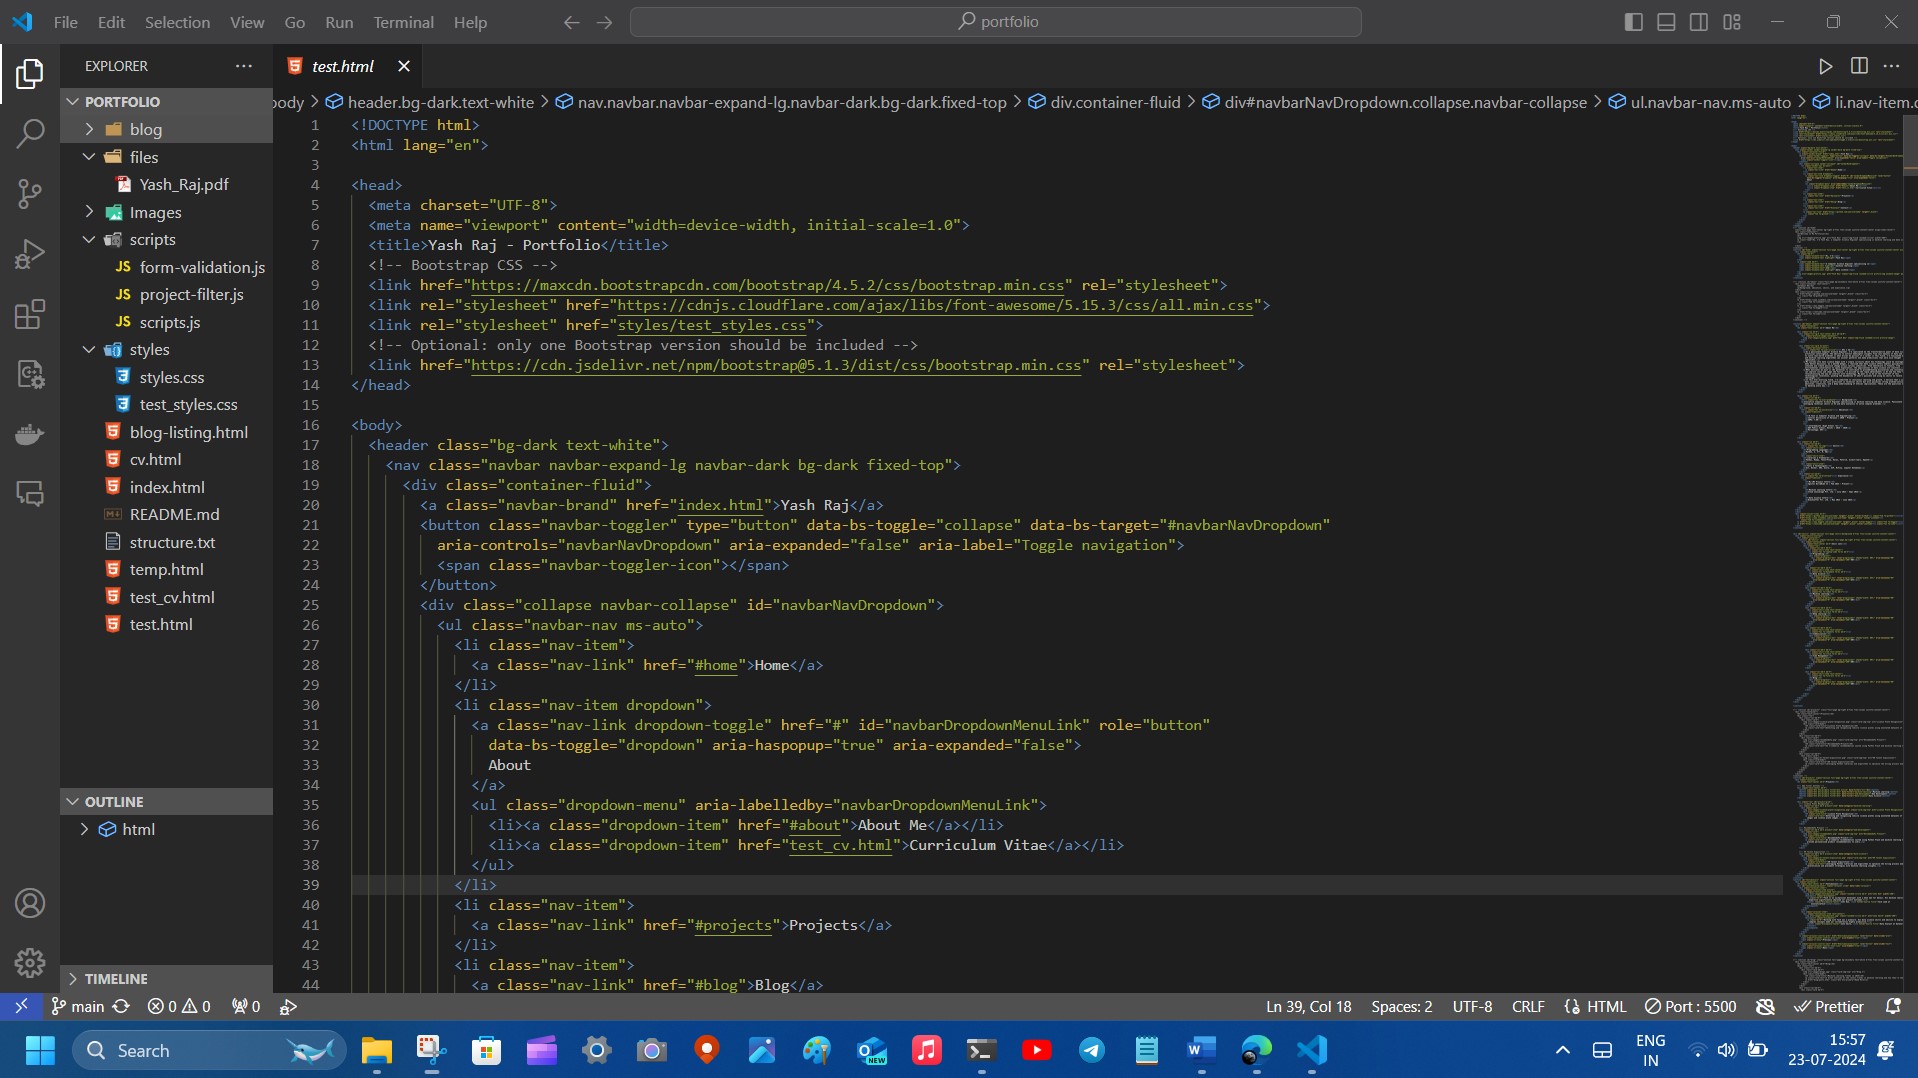 File Edit Selection View Go Run Terminal Help
portfolio
EXPLORER
test.html
PORTFOLIO
blog
files
Yash_Raj.pdf
Images
scripts
JS form-validation.js
JS project-filter.js
JS scripts.js
styles
styles.css
test_styles.css
blog-listing.html
cv.html
index.html
README.md
structure.txt
temp.html
test_cv.html
test.html
OUTLINE
html
TIMELINE
body > header.bg-dark.text-white > nav.navbar.navbar-expand-lg.navbar-dark.bg-dark.fixed-top > div.container-fluid > div#navbarNavDropdown.collapse.navbar-collapse > ul.navbar-nav.ms-auto > li.nav-item.
1 <!DOCTYPE html>
2 <html lang="en">
3
4 <head>
5 <meta charset="UTF-8">
6 <meta name="viewport" content="width=device-width, initial-scale=1.0">
7 <title>Yash Raj - Portfolio</title>
8 <!-- Bootstrap CSS -->
9 <link href="https://maxcdn.bootstrapcdn.com/bootstrap/4.5.2/css/bootstrap.min.css" rel="stylesheet">
10 <link rel="stylesheet" href="https://cdnjs.cloudflare.com/ajax/libs/font-awesome/5.15.3/css/all.min.css">
11 <link rel="stylesheet" href="styles/test_styles.css">
12 <!-- Optional: only one Bootstrap version should be included -->
13 <link href="https://cdn.jsdelivr.net/npm/bootstrap@5.1.3/dist/css/bootstrap.min.css" rel="stylesheet">
14 </head>
15
16 <body>
17 <header class="bg-dark text-white">
18 <nav class="navbar navbar-expand-lg navbar-dark bg-dark fixed-top">
19 <div class="container-fluid">
20 <a class="navbar-brand" href="index.html">Yash Raj</a>
21 <button class="navbar-toggler" type="button" data-bs-toggle="collapse" data-bs-target="#navbarNavDropdown"
22 aria-controls="navbarNavDropdown" aria-expanded="false" aria-label="Toggle navigation">
23 <span class="navbar-toggler-icon"></span>
24 </button>
25 <div class="collapse navbar-collapse" id="navbarNavDropdown">
26 <ul class="navbar-nav ms-auto">
27 <li class="nav-item">
28 <a class="nav-link" href="#home">Home</a>
29 </li>
30 <li class="nav-item dropdown">
31 <a class="nav-link dropdown-toggle" href="#" id="navbarDropdownMenuLink" role="button"
32 data-bs-toggle="dropdown" aria-haspopup="true" aria-expanded="false">
33 About
34 </a>
35 <ul class="dropdown-menu" aria-labelledby="navbarDropdownMenuLink">
36 <li><a class="dropdown-item" href="#about">About Me</a></li>
37 <li><a class="dropdown-item" href="test_cv.html">Curriculum Vitae</a></li>
38 </ul>
39 </li>
40 <li class="nav-item">
41 <a class="nav-link" href="#projects">Projects</a>
42 </li>
43 <li class="nav-item">
44 <a class="nav-link" href="#blog">Blog</a>
main 0 0 0 Ln 39, Col 18 Spaces: 2 UTF-8 CRLF HTML Port : 5500 Prettier
Search
NEW
ENG
IN
15:57
23-07-2024